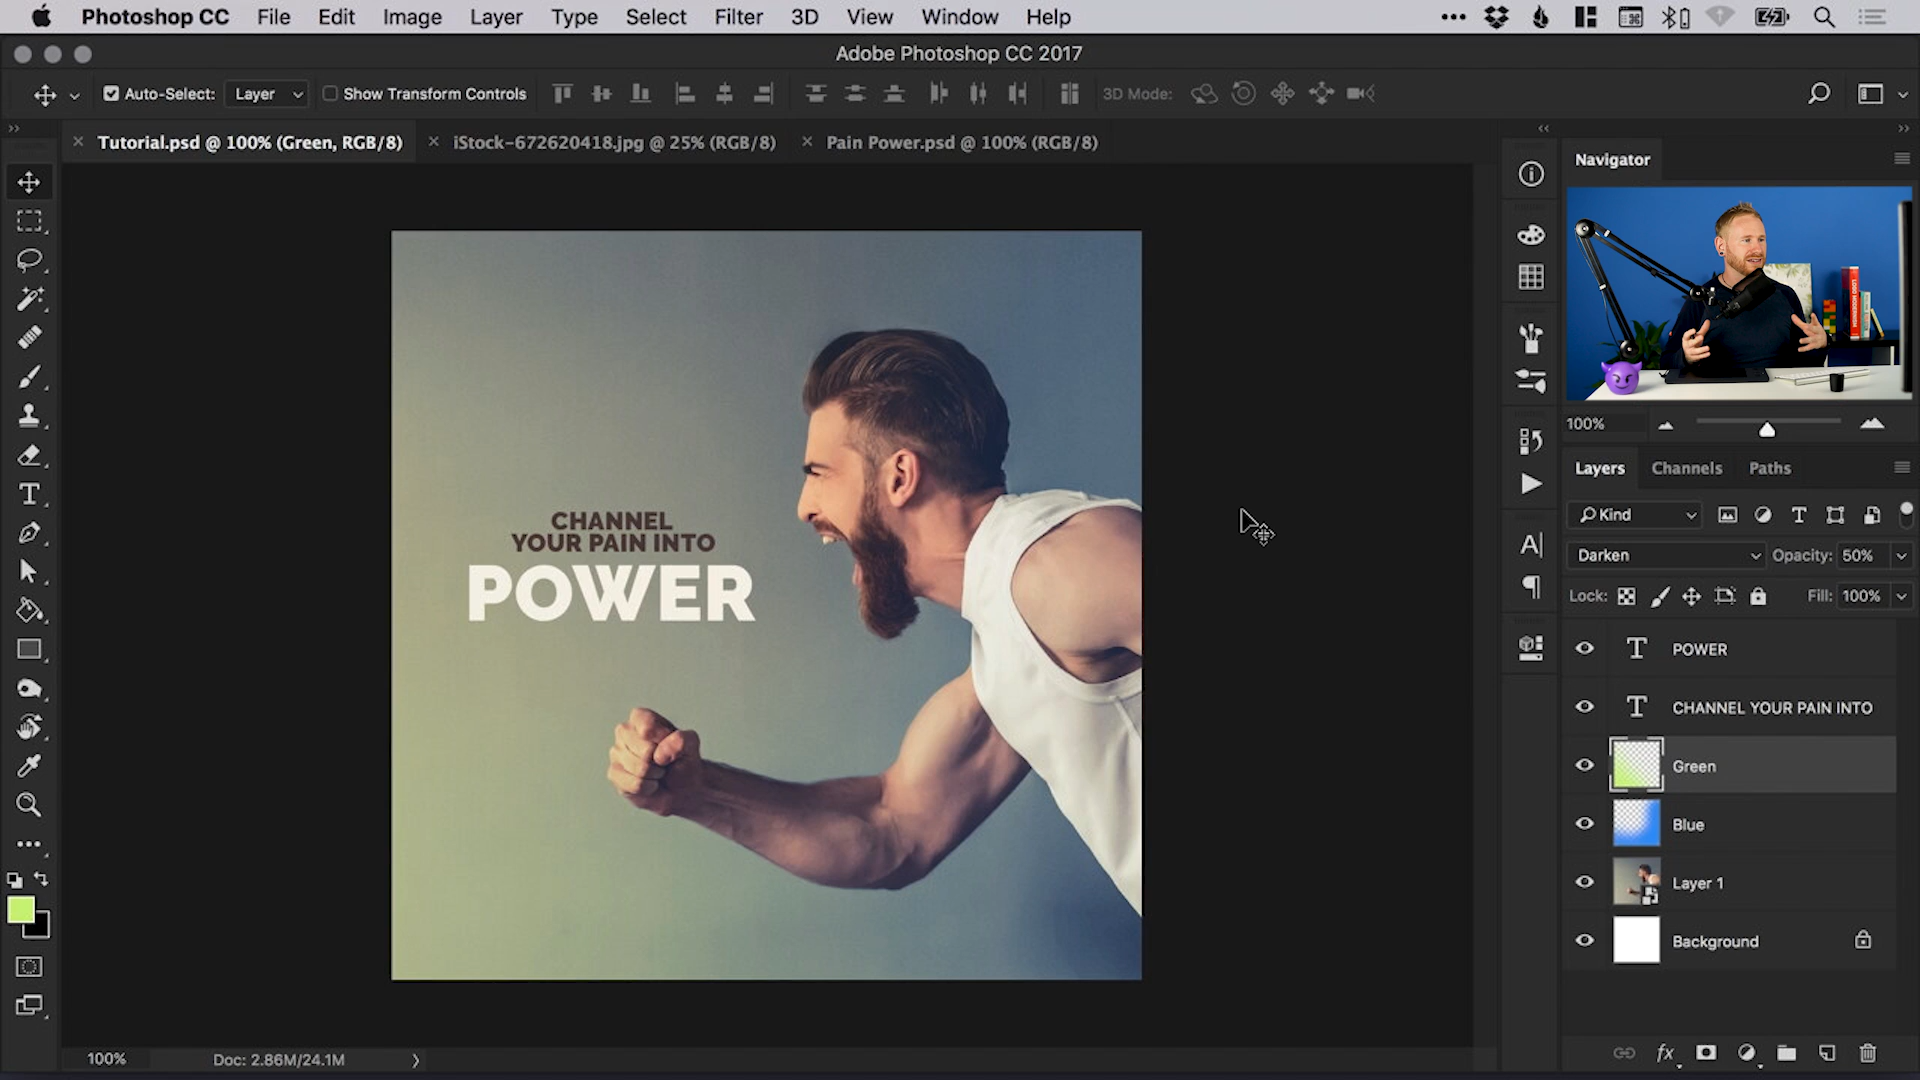 Photoshop CC File Edit Image Layer Type Select Filter 3D View Window Help
Adobe Photoshop CC 2017
Auto-Select: Layer Show Transform Controls 3D Mode:
Tutorial.psd @ 100% (Green, RGB/8) iStock-672620418.jpg @ 25% (RGB/8) Pain Power.psd @ 100% (RGB/8)
Navigator
LOGO MODERNISM
100%
Layers Channels Paths
Kind
Darken Opacity: 50%
Lock: Fill: 100%
CHANNEL
YOUR PAIN INTO
POWER
POWER
CHANNEL YOUR PAIN INTO
Green
Blue
Layer 1
Background
100% Doc: 2.86M/24.1M
fx